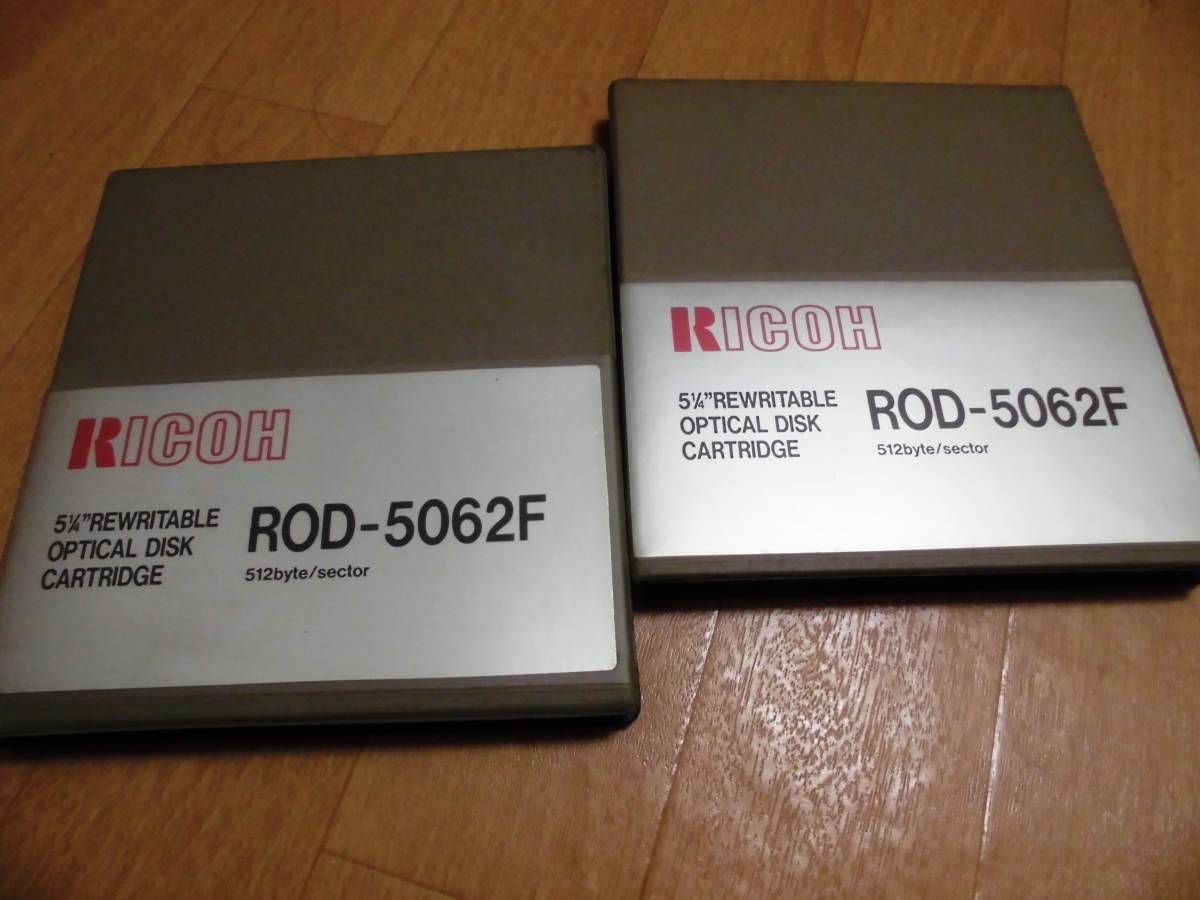 RICOH
5¼"REWRITABLE
OPTICAL DISK
CARTRIDGE
ROD-5062F
512byte/sector
RICOH
5¼"REWRITABLE
OPTICAL DISK
CARTRIDGE
ROD-5062F
512byte/sector